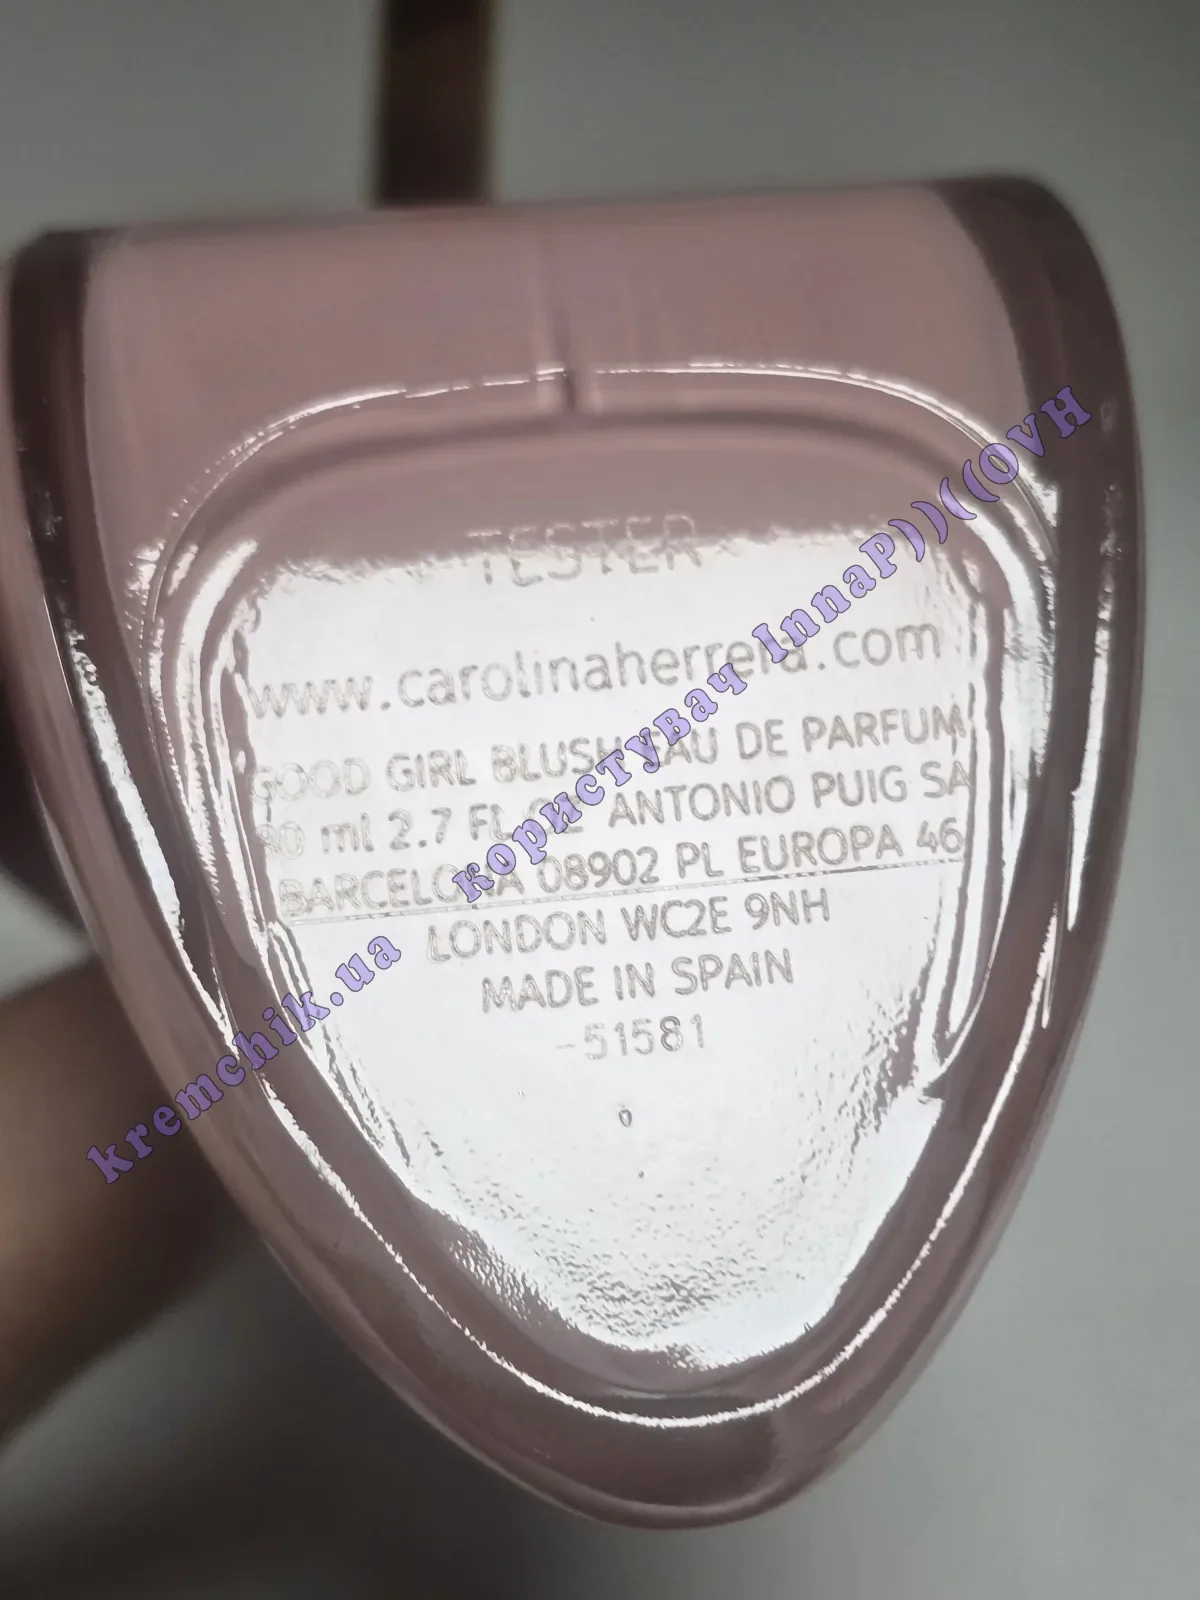 TESTER
www.carolinaherrera.com
GOOD GIRL BLUSH EAU DE PARFUM
80 ml 2.7 FL OZ ANTONIO PUIG SA
BARCELONA 08902 PL EUROPA 46
LONDON WC2E 9NH
MADE IN SPAIN
-51581
kremchik.ua користувач InnaP))((OVH